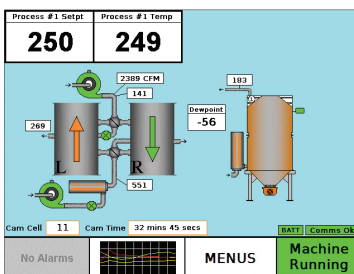 Process #1 Setpt
Process #1 Temp
250
249
2389 CFM
141
183
Dewpoint
-56
269
L
R
551
Cam Cell
11
Cam Time
32 mins 45 secs
BATT
Comms Ok
No Alarms
MENUS
Machine
Running